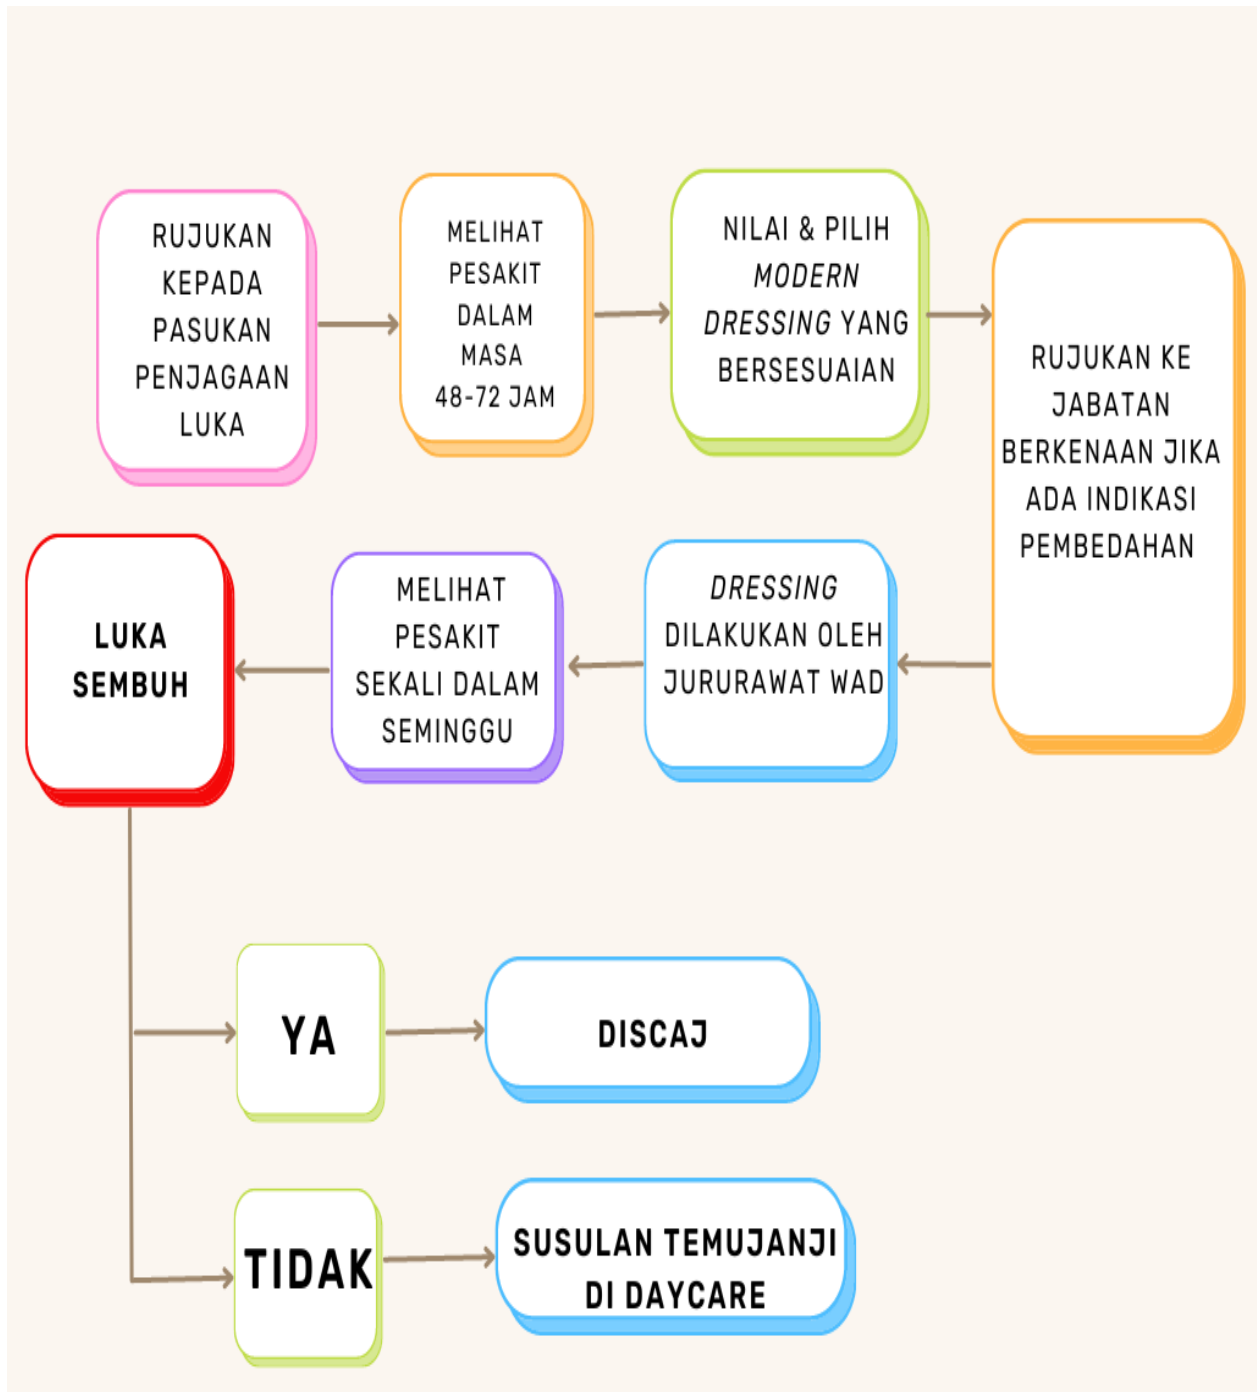 RUJUKAN
KEPADA
PASUKAN
PENJAGAAN
LUKA
MELIHAT
PESAKIT
DALAM
MASA
48-72 JAM
NILAI & PILIH
MODERN
DRESSING YANG
BERSESUAIAN
RUJUKAN KE
JABATAN
BERKENAAN JIKA
ADA INDIKASI
PEMBEDAHAN
DRESSING
DILAKUKAN OLEH
JURURAWAT WAD
MELIHAT
PESAKIT
SEKALI DALAM
SEMINGGU
LUKA
SEMBUH
YA
DISCAJ
TIDAK
SUSULAN TEMUJANJI
DI DAYCARE